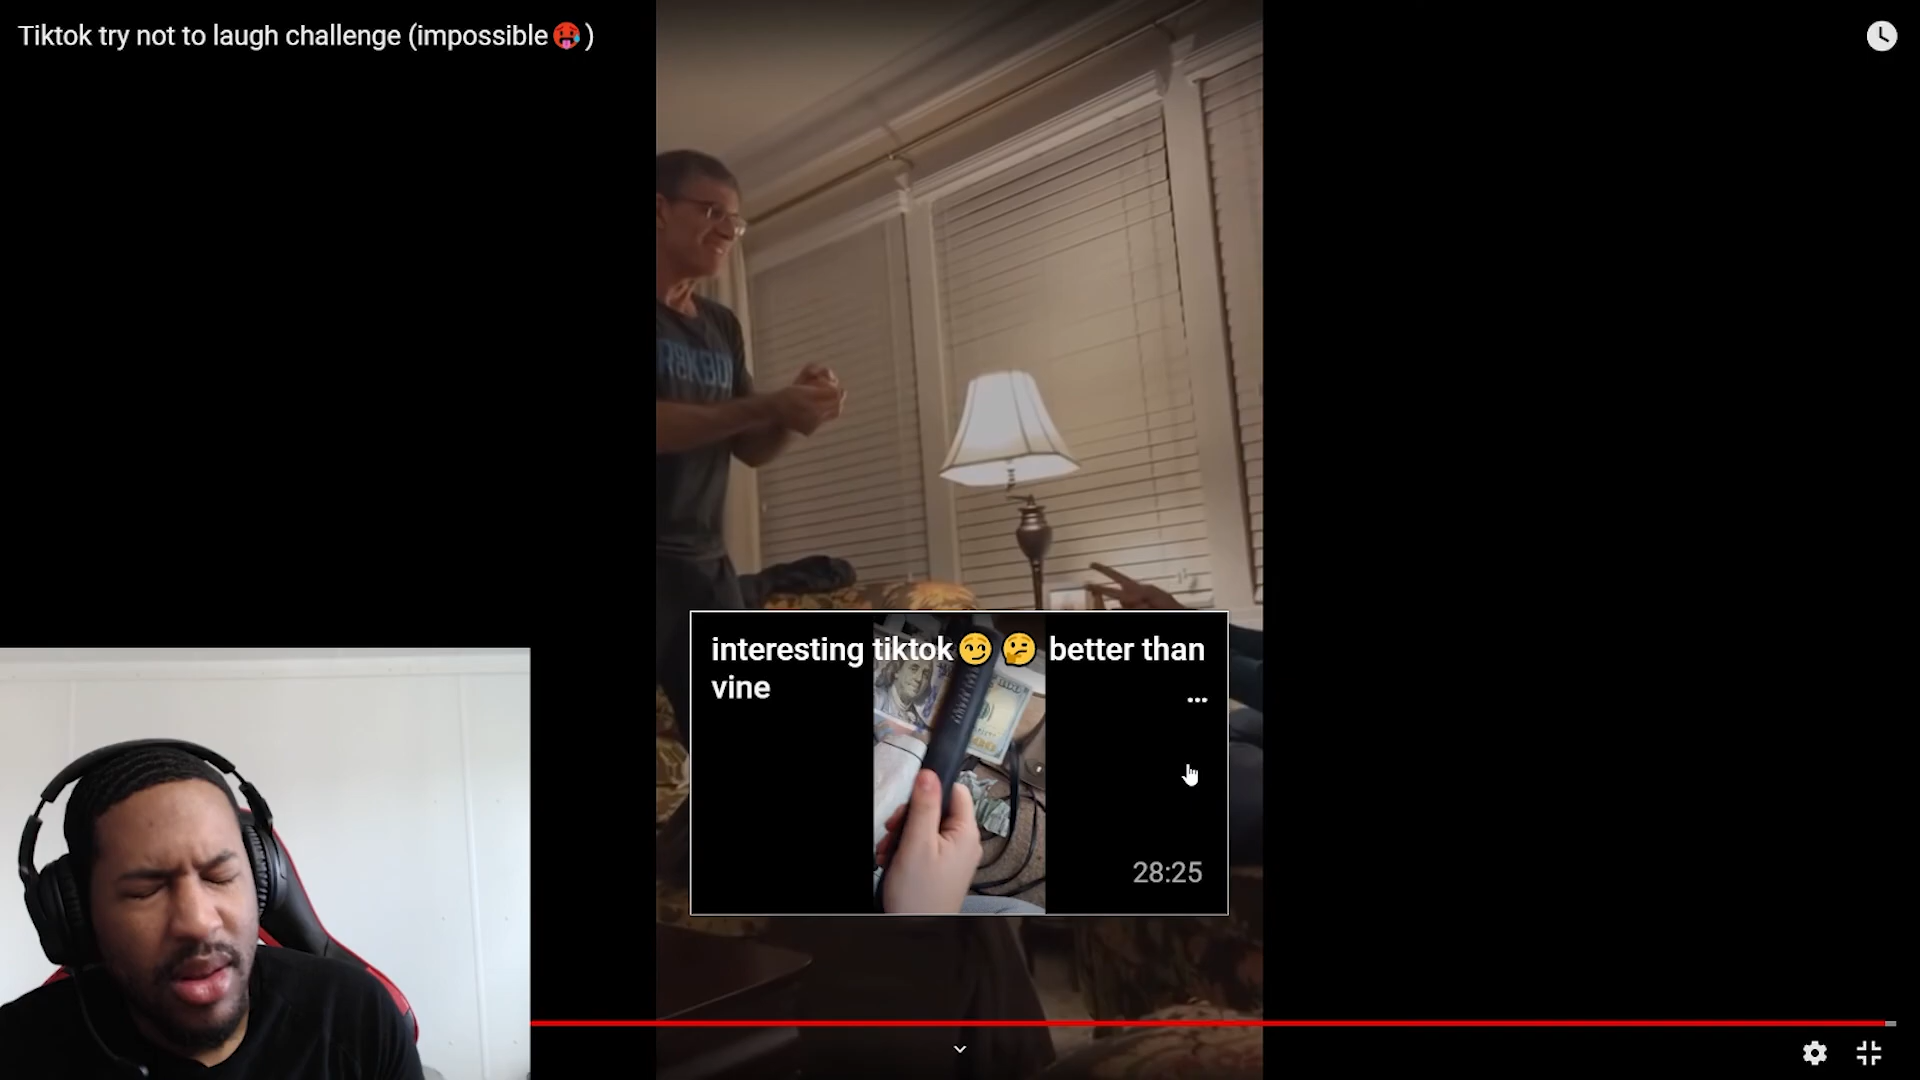 Tiktok try not to laugh challenge (impossible🥵)
interesting tiktok😏🤔 better than
vine
28:25